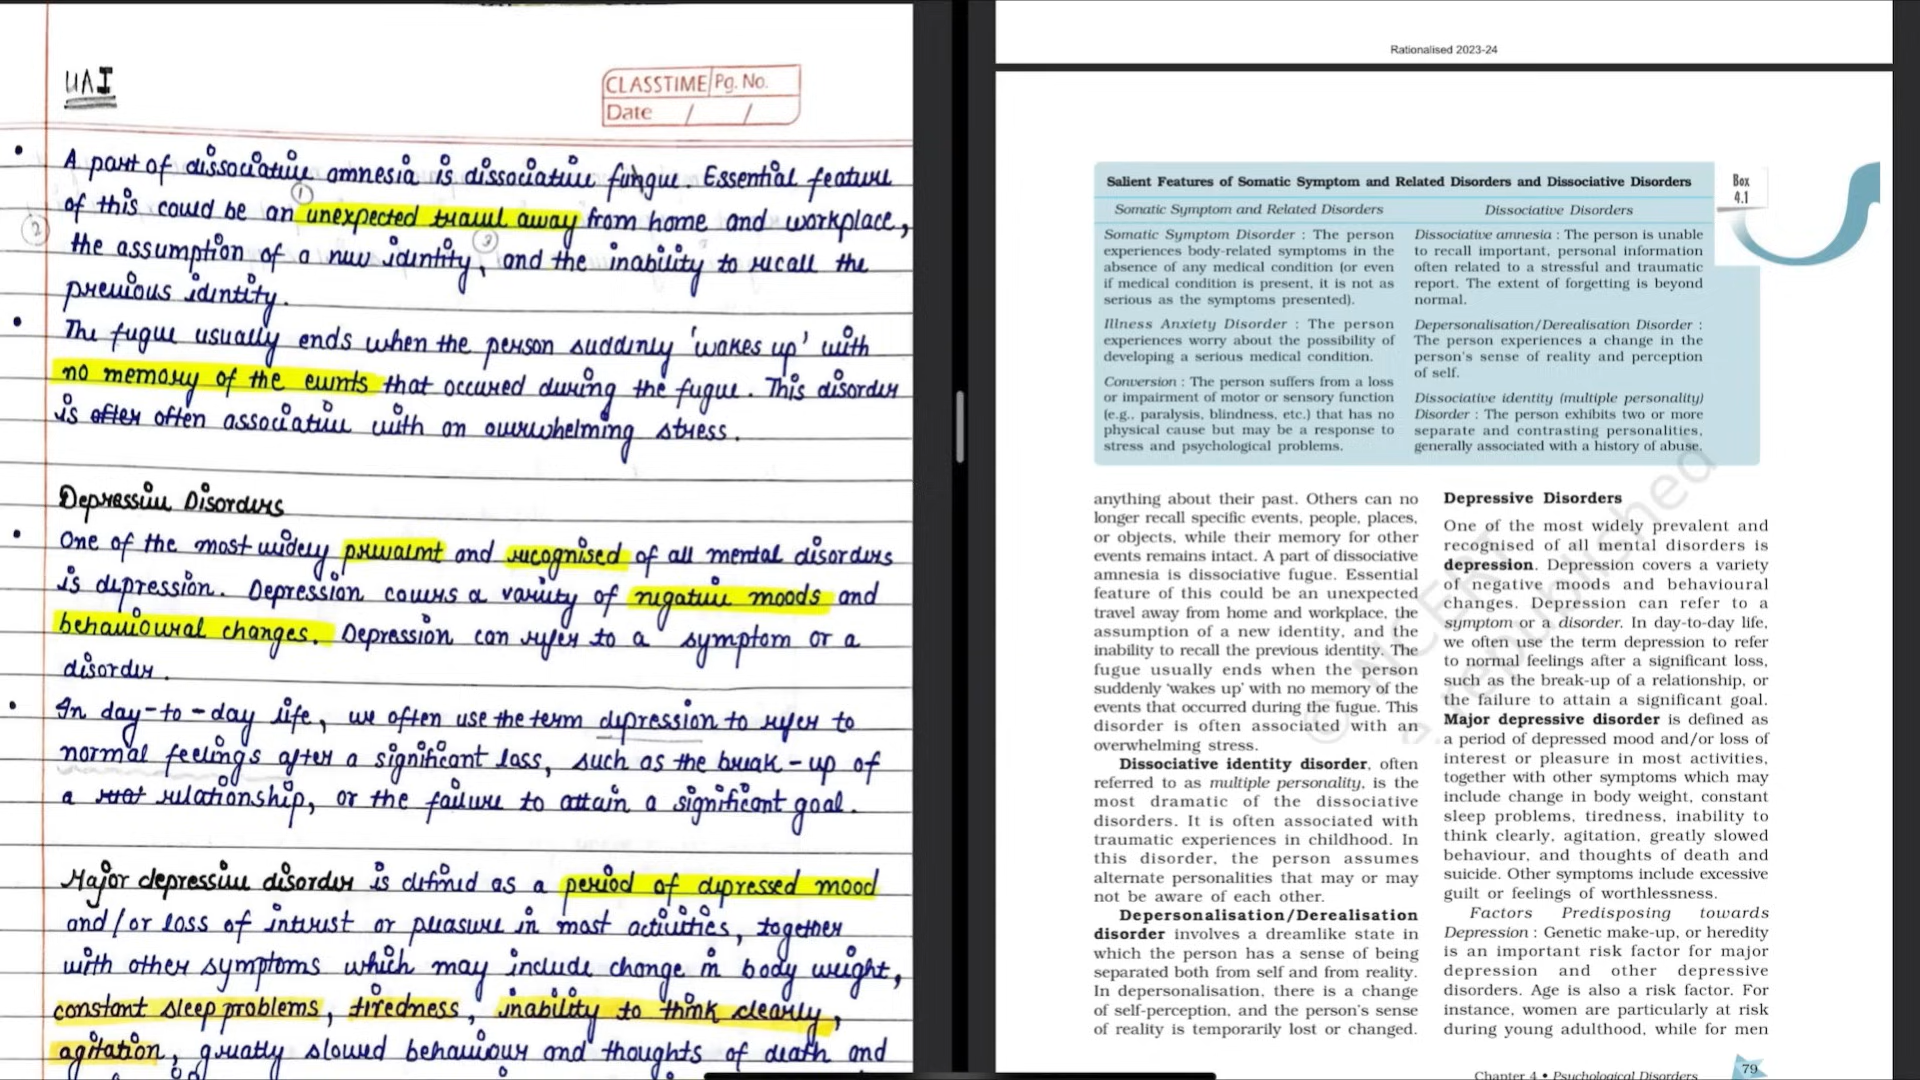 UAI
CLASSTIME Pg. No.
Date / /
• A part of dissociative amnesia is dissociative fungue. Essential feature
①
of this could be an unexpected travel away from home and workplace,
② ③
the assumption of a new identity, and the inability to recall the
previous identity.
• The fugue usually ends when the person suddenly 'wakes up' with
no memory of the events that occured during the fugue. This disorder
is often often associative with an overwhelming stress.
Depressive Disorders
• One of the most widely prevalent and recognised of all mental disorders
is depression. Depression covers a variety of negative moods and
behavioural changes. Depression can refer to a symptom or a
disorder.
• In day-to-day life, we often use the term depression to refer to
normal feelings after a significant loss, such as the break-up of
a relationship, or the failure to attain a significant goal.
Major depressive disorder is defined as a period of depressed mood
and/or loss of interest or pleasure in most activities, together
with other symptoms which may include change in body weight,
constant sleep problems, tiredness, inability to think clearly,
agitation, greatly slowed behaviour and thoughts of death and
Rationalised 2023-24
Salient Features of Somatic Symptom and Related Disorders and Dissociative Disorders
Box
4.1
Somatic Symptom and Related Disorders
Somatic Symptom Disorder : The person
experiences body-related symptoms in the
absence of any medical condition (or even
if medical condition is present, it is not as
serious as the symptoms presented).
Illness Anxiety Disorder : The person
experiences worry about the possibility of
developing a serious medical condition.
Conversion : The person suffers from a loss
or impairment of motor or sensory function
(e.g., paralysis, blindness, etc.) that has no
physical cause but may be a response to
stress and psychological problems.
Dissociative Disorders
Dissociative amnesia : The person is unable
to recall important, personal information
often related to a stressful and traumatic
report. The extent of forgetting is beyond
normal.
Depersonalisation/Derealisation Disorder :
The person experiences a change in the
person's sense of reality and perception
of self.
Dissociative identity (multiple personality)
Disorder : The person exhibits two or more
separate and contrasting personalities,
generally associated with a history of abuse.
anything about their past. Others can no
longer recall specific events, people, places,
or objects, while their memory for other
events remains intact. A part of dissociative
amnesia is dissociative fugue. Essential
feature of this could be an unexpected
travel away from home and workplace, the
assumption of a new identity, and the
inability to recall the previous identity. The
fugue usually ends when the person
suddenly 'wakes up' with no memory of the
events that occurred during the fugue. This
disorder is often associated with an
overwhelming stress.
Dissociative identity disorder, often
referred to as multiple personality, is the
most dramatic of the dissociative
disorders. It is often associated with
traumatic experiences in childhood. In
this disorder, the person assumes
alternate personalities that may or may
not be aware of each other.
Depersonalisation/Derealisation
disorder involves a dreamlike state in
which the person has a sense of being
separated both from self and from reality.
In depersonalisation, there is a change
of self-perception, and the person's sense
of reality is temporarily lost or changed.
Depressive Disorders
One of the most widely prevalent and
recognised of all mental disorders is
depression. Depression covers a variety
of negative moods and behavioural
changes. Depression can refer to a
symptom or a disorder. In day-to-day life,
we often use the term depression to refer
to normal feelings after a significant loss,
such as the break-up of a relationship, or
the failure to attain a significant goal.
Major depressive disorder is defined as
a period of depressed mood and/or loss of
interest or pleasure in most activities,
together with other symptoms which may
include change in body weight, constant
sleep problems, tiredness, inability to
think clearly, agitation, greatly slowed
behaviour, and thoughts of death and
suicide. Other symptoms include excessive
guilt or feelings of worthlessness.
Factors Predisposing towards
Depression : Genetic make-up, or heredity
is an important risk factor for major
depression and other depressive
disorders. Age is also a risk factor. For
instance, women are particularly at risk
during young adulthood, while for men
© NCERT
republished
79
Chapter 4 • Psychological Disorders